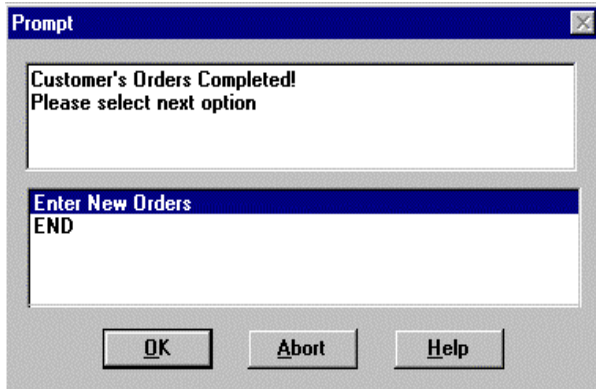 Prompt
Customer's Orders Completed!
Please select next option
Enter New Orders
END
OK Abort Help